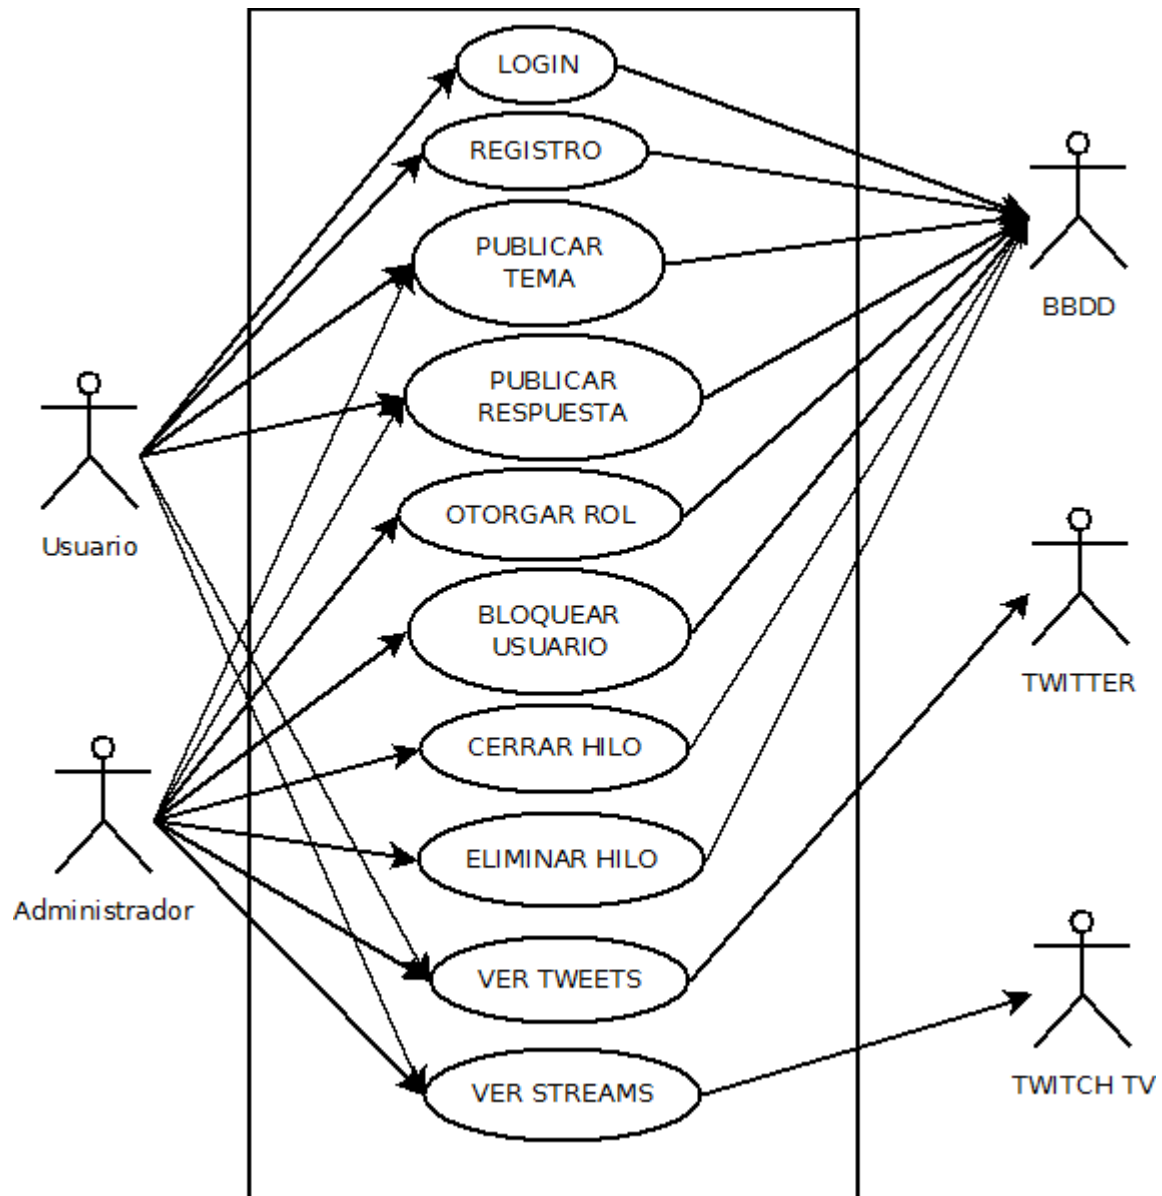 LOGIN
REGISTRO
PUBLICAR
TEMA
PUBLICAR
RESPUESTA
OTORGAR ROL
BLOQUEAR
USUARIO
CERRAR HILO
ELIMINAR HILO
VER TWEETS
VER STREAMS
Usuario
Administrador
BBDD
TWITTER
TWITCH TV